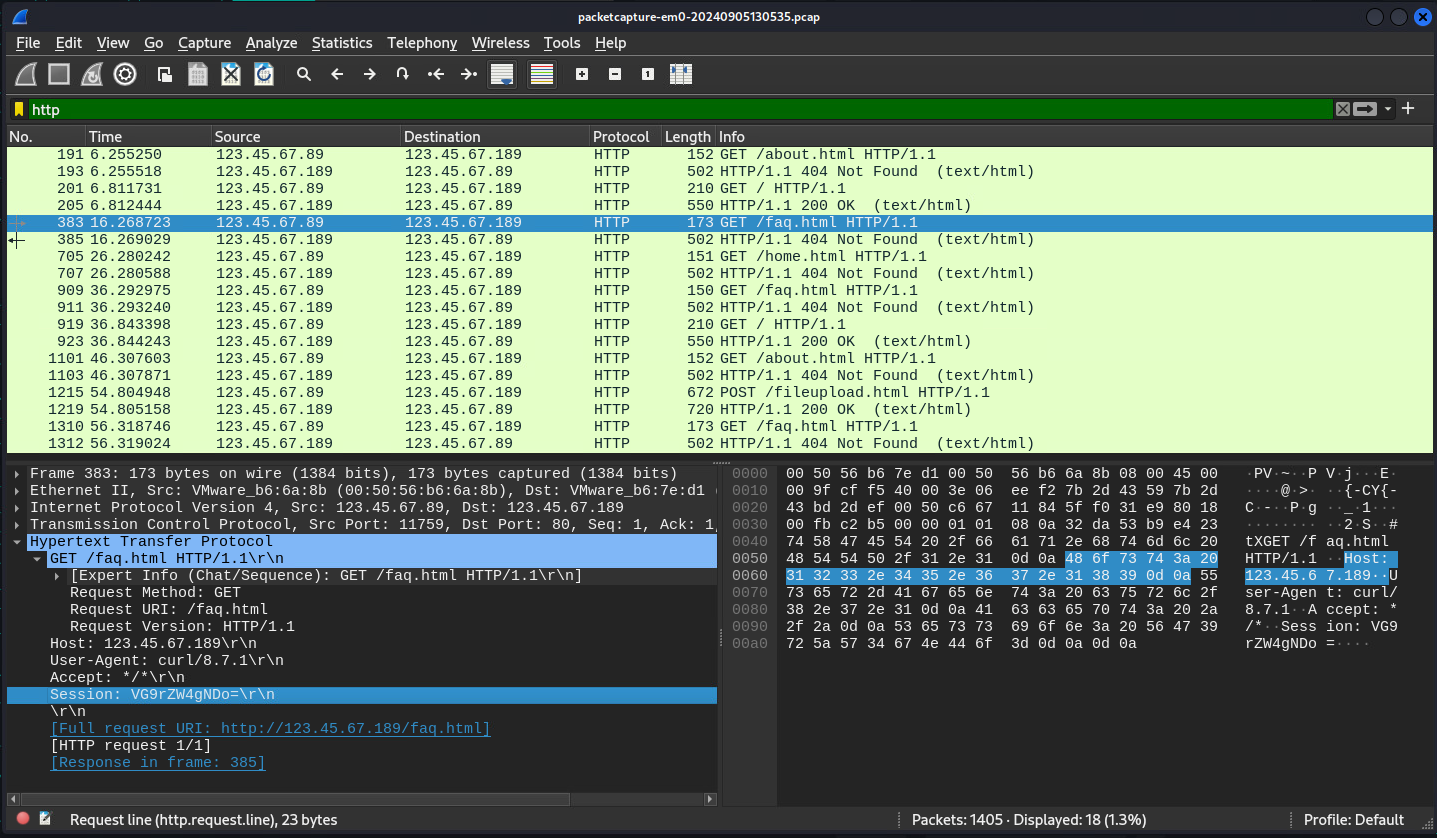 packetcapture-em0-20240905130535.pcap
File Edit View Go Capture Analyze Statistics Telephony Wireless Tools Help
http
No. Time Source Destination Protocol Length Info
191 6.255250 123.45.67.89 123.45.67.189 HTTP 152 GET /about.html HTTP/1.1
193 6.255518 123.45.67.189 123.45.67.89 HTTP 502 HTTP/1.1 404 Not Found (text/html)
201 6.811731 123.45.67.89 123.45.67.189 HTTP 210 GET / HTTP/1.1
205 6.812444 123.45.67.189 123.45.67.89 HTTP 550 HTTP/1.1 200 OK (text/html)
383 16.268723 123.45.67.89 123.45.67.189 HTTP 173 GET /faq.html HTTP/1.1
385 16.269029 123.45.67.189 123.45.67.89 HTTP 502 HTTP/1.1 404 Not Found (text/html)
705 26.280242 123.45.67.89 123.45.67.189 HTTP 151 GET /home.html HTTP/1.1
707 26.280588 123.45.67.189 123.45.67.89 HTTP 502 HTTP/1.1 404 Not Found (text/html)
909 36.292975 123.45.67.89 123.45.67.189 HTTP 150 GET /faq.html HTTP/1.1
911 36.293240 123.45.67.189 123.45.67.89 HTTP 502 HTTP/1.1 404 Not Found (text/html)
919 36.843398 123.45.67.89 123.45.67.189 HTTP 210 GET / HTTP/1.1
923 36.844243 123.45.67.189 123.45.67.89 HTTP 550 HTTP/1.1 200 OK (text/html)
1101 46.307603 123.45.67.89 123.45.67.189 HTTP 152 GET /about.html HTTP/1.1
1103 46.307871 123.45.67.189 123.45.67.89 HTTP 502 HTTP/1.1 404 Not Found (text/html)
1215 54.804948 123.45.67.89 123.45.67.189 HTTP 672 POST /fileupload.html HTTP/1.1
1219 54.805158 123.45.67.189 123.45.67.89 HTTP 720 HTTP/1.1 200 OK (text/html)
1310 56.318746 123.45.67.89 123.45.67.189 HTTP 173 GET /faq.html HTTP/1.1
1312 56.319024 123.45.67.189 123.45.67.89 HTTP 502 HTTP/1.1 404 Not Found (text/html)
Frame 383: 173 bytes on wire (1384 bits), 173 bytes captured (1384 bits)
Ethernet II, Src: VMware_b6:6a:8b (00:50:56:b6:6a:8b), Dst: VMware_b6:7e:d1 (
Internet Protocol Version 4, Src: 123.45.67.89, Dst: 123.45.67.189
Transmission Control Protocol, Src Port: 11759, Dst Port: 80, Seq: 1, Ack: 1,
Hypertext Transfer Protocol
GET /faq.html HTTP/1.1\r\n
[Expert Info (Chat/Sequence): GET /faq.html HTTP/1.1\r\n]
Request Method: GET
Request URI: /faq.html
Request Version: HTTP/1.1
Host: 123.45.67.189\r\n
User-Agent: curl/8.7.1\r\n
Accept: */*\r\n
Session: VG9rZW4gNDo=\r\n
\r\n
[Full request URI: http://123.45.67.189/faq.html]
[HTTP request 1/1]
[Response in frame: 385]
0000 00 50 56 b6 7e d1 00 50 56 b6 6a 8b 08 00 45 00 ·PV·~··P V·j···E·
0010 00 9f cf f5 40 00 3e 06 ee f2 7b 2d 43 59 7b 2d ····@·>· ··{-CY{-
0020 43 bd 2d ef 00 50 c6 67 11 84 5f f0 31 e9 80 18 C·-··P·g ··_·1···
0030 00 fb c2 b5 00 00 01 01 08 0a 32 da 53 b9 e4 23 ········ ··2·S··#
0040 74 58 47 45 54 20 2f 66 61 71 2e 68 74 6d 6c 20 tXGET /f aq.html
0050 48 54 54 50 2f 31 2e 31 0d 0a 48 6f 73 74 3a 20 HTTP/1.1 ··Host:
0060 31 32 33 2e 34 35 2e 36 37 2e 31 38 39 0d 0a 55 123.45.6 7.189··U
0070 73 65 72 2d 41 67 65 6e 74 3a 20 63 75 72 6c 2f ser-Agen t: curl/
0080 38 2e 37 2e 31 0d 0a 41 63 63 65 70 74 3a 20 2a 8.7.1··A ccept: *
0090 2f 2a 0d 0a 53 65 73 73 69 6f 6e 3a 20 56 47 39 /*··Sess ion: VG9
00a0 72 5a 57 34 67 4e 44 6f 3d 0d 0a 0d 0a rZW4gNDo =····
Request line (http.request.line), 23 bytes
Packets: 1405 · Displayed: 18 (1.3%)
Profile: Default